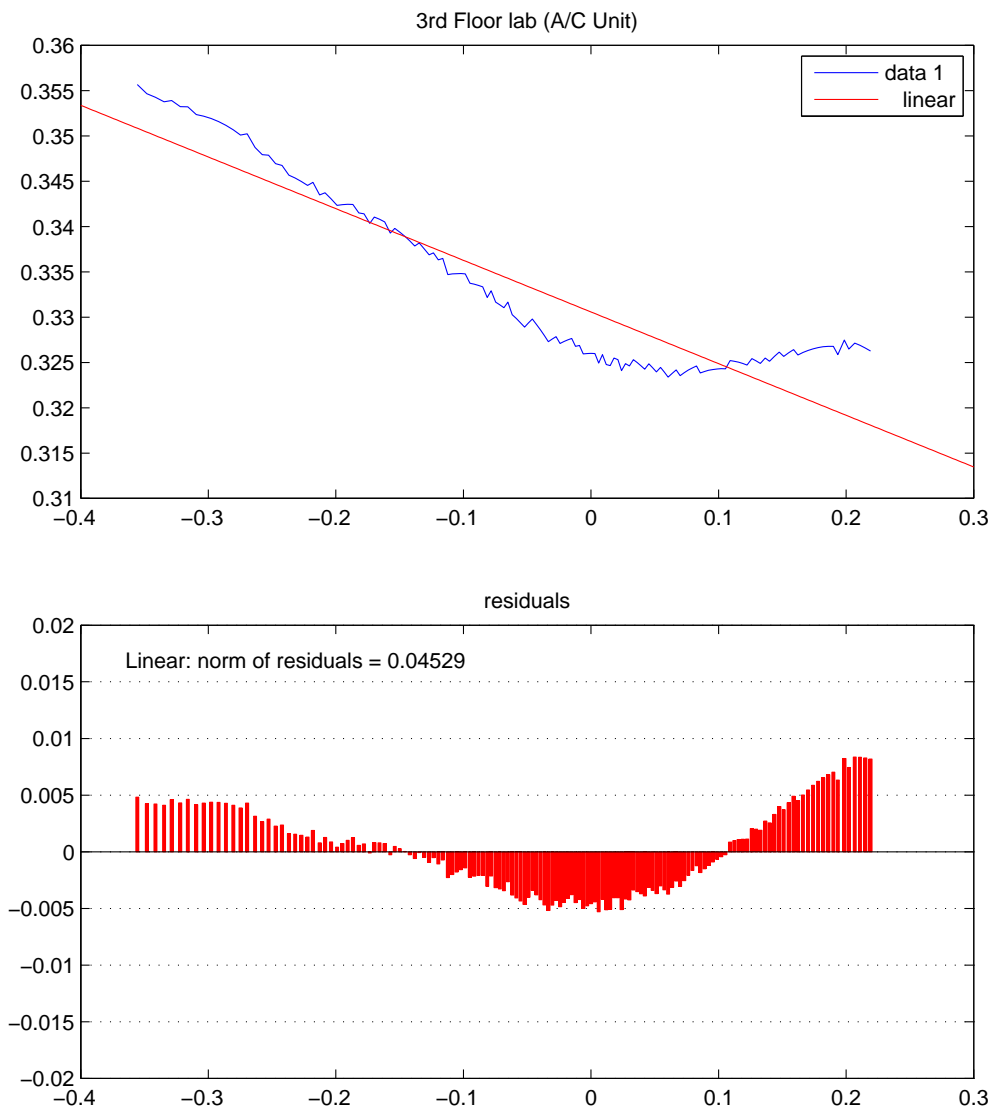 3rd Floor lab (A/C Unit)
0.36
0.355
0.35
0.345
0.34
0.335
0.33
0.325
0.32
0.315
0.31
−0.4 −0.3 −0.2 −0.1 0 0.1 0.2 0.3
data 1
linear
residuals
0.02
0.015
0.01
0.005
0
−0.005
−0.01
−0.015
−0.02
Linear: norm of residuals = 0.04529
−0.4 −0.3 −0.2 −0.1 0 0.1 0.2 0.3